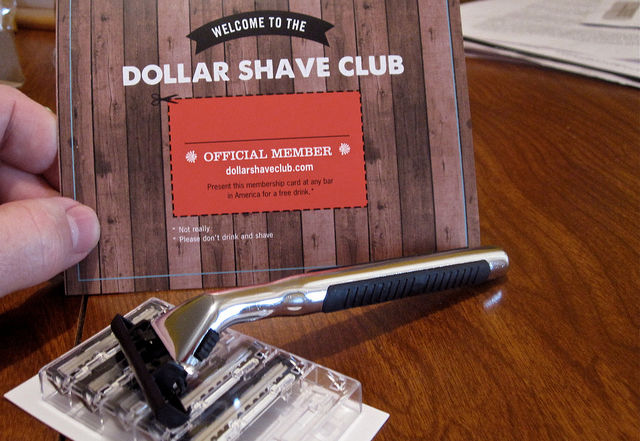 WELCOME TO THE
DOLLAR SHAVE CLUB
OFFICIAL MEMBER
dollarshaveclub.com
Present this membership card at any bar
in America for a free drink.*
* Not really.
* Please don't drink and shave